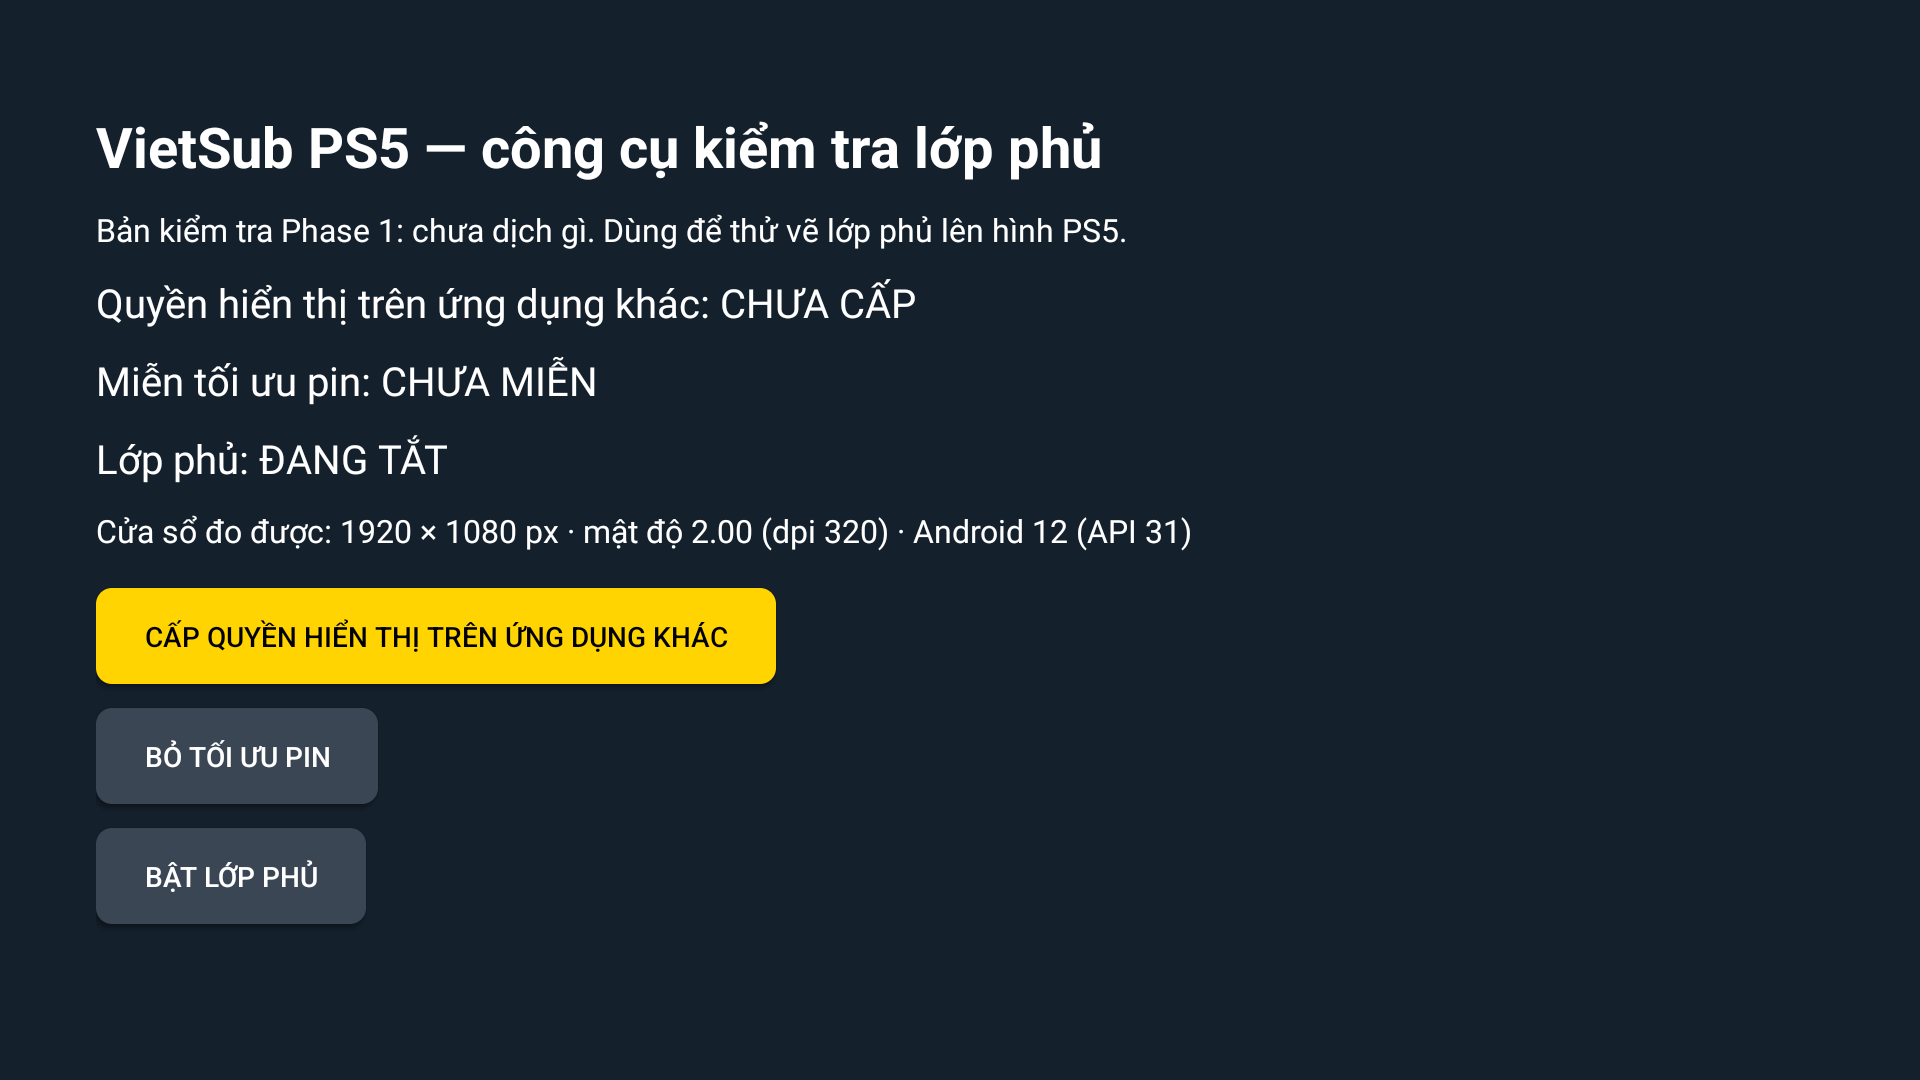 VietSub PS5 — công cụ kiểm tra lớp phủ
Bản kiểm tra Phase 1: chưa dịch gì. Dùng để thử vẽ lớp phủ lên hình PS5.
Quyền hiển thị trên ứng dụng khác: CHƯA CẤP
Miễn tối ưu pin: CHƯA MIỄN
Lớp phủ: ĐANG TẮT
Cửa sổ đo được: 1920 × 1080 px · mật độ 2.00 (dpi 320) · Android 12 (API 31)
CẤP QUYỀN HIỂN THỊ TRÊN ỨNG DỤNG KHÁC
BỎ TỐI ƯU PIN
BẬT LỚP PHỦ